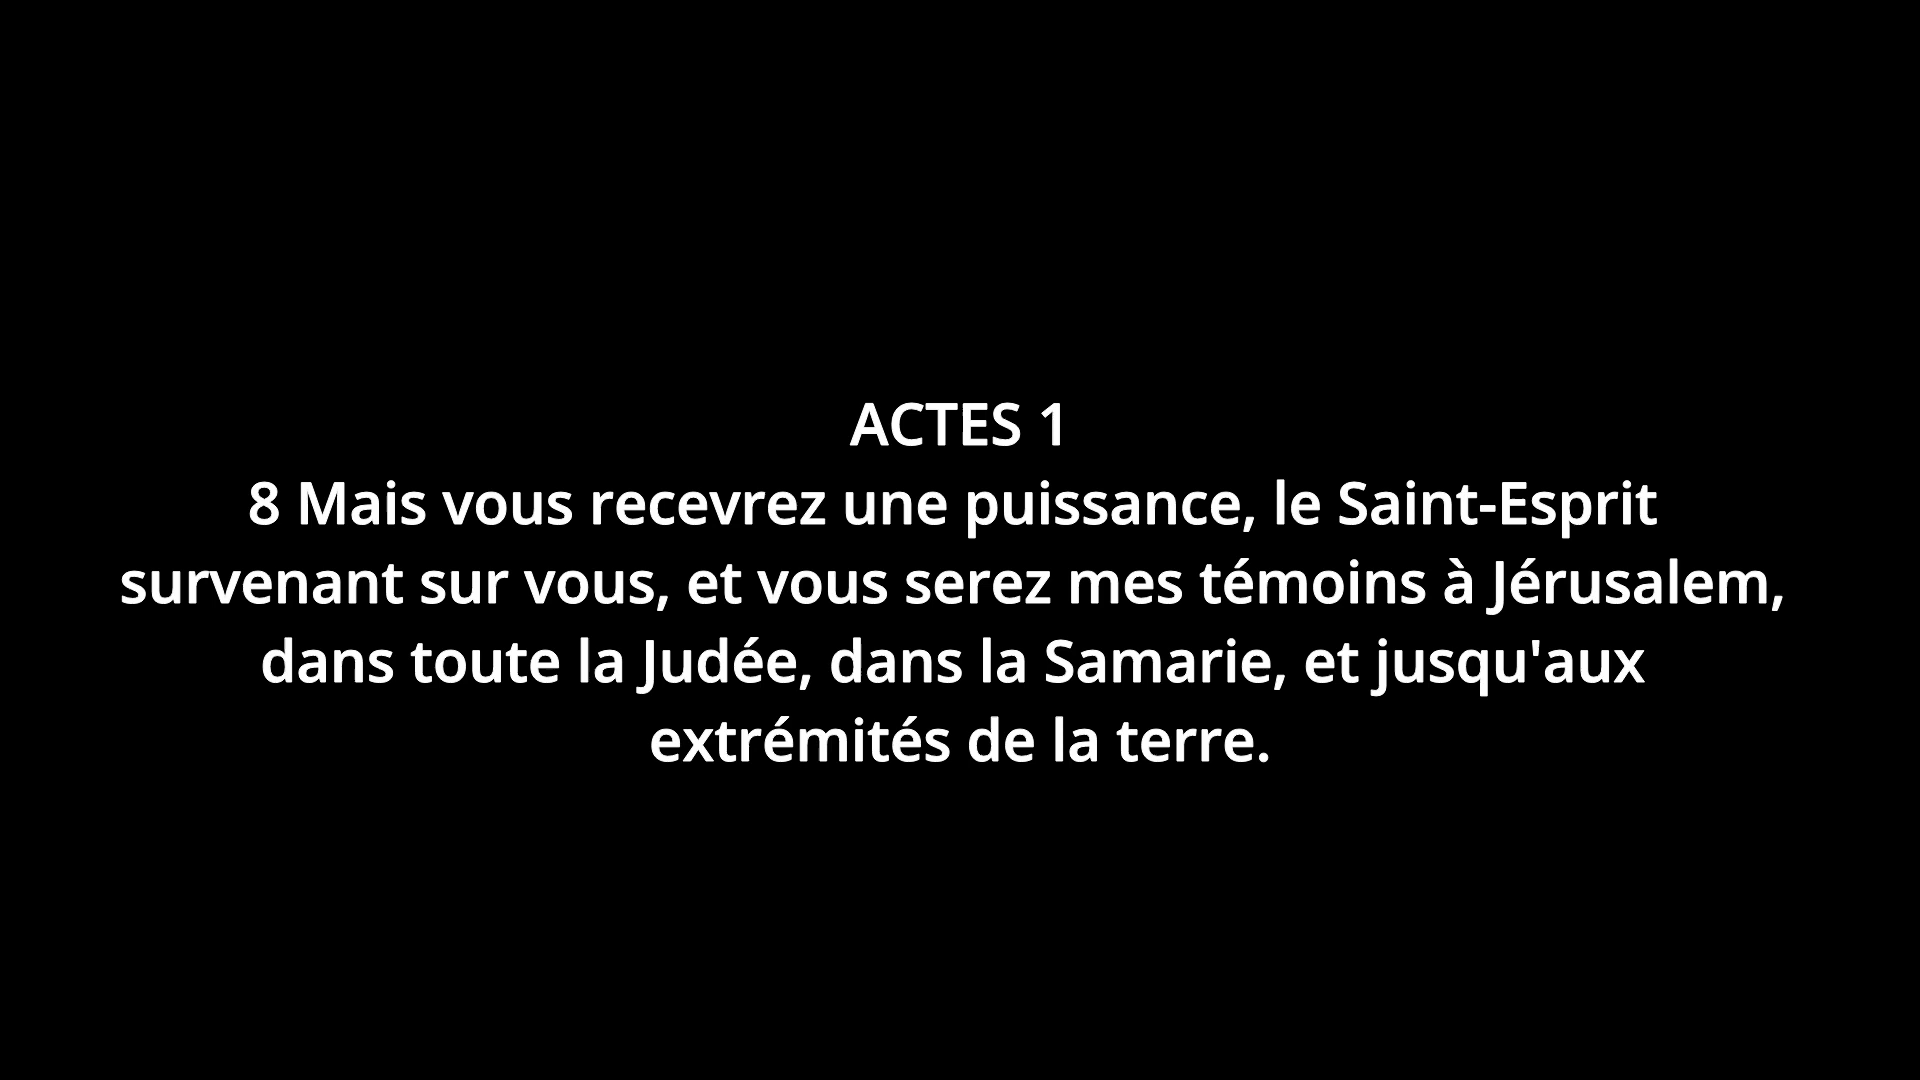 ACTES 1
8 Mais vous recevrez une puissance, le Saint-Esprit
survenant sur vous, et vous serez mes témoins à Jérusalem,
dans toute la Judée, dans la Samarie, et jusqu'aux
extrémités de la terre.